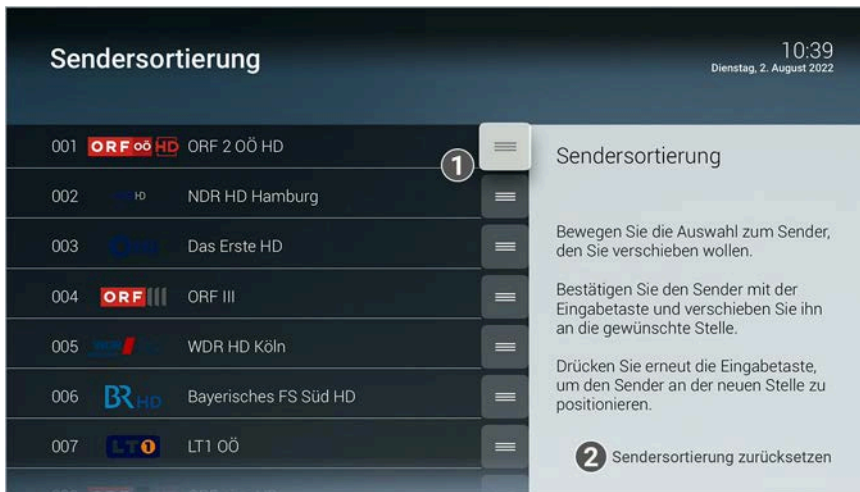 Sendersortierung
10:39
Dienstag, 2. August 2022
001 ORF OÖ HD ORF 2 OÖ HD
1
002 HD NDR HD Hamburg
003 Das Erste HD
004 ORF III ORF III
005 WDR WDR HD Köln
006 BR HD Bayerisches FS Süd HD
007 LT1 LT1 OÖ
Sendersortierung
Bewegen Sie die Auswahl zum Sender,
den Sie verschieben wollen.
Bestätigen Sie den Sender mit der
Eingabetaste und verschieben Sie ihn
an die gewünschte Stelle.
Drücken Sie erneut die Eingabetaste,
um den Sender an der neuen Stelle zu
positionieren.
2 Sendersortierung zurücksetzen